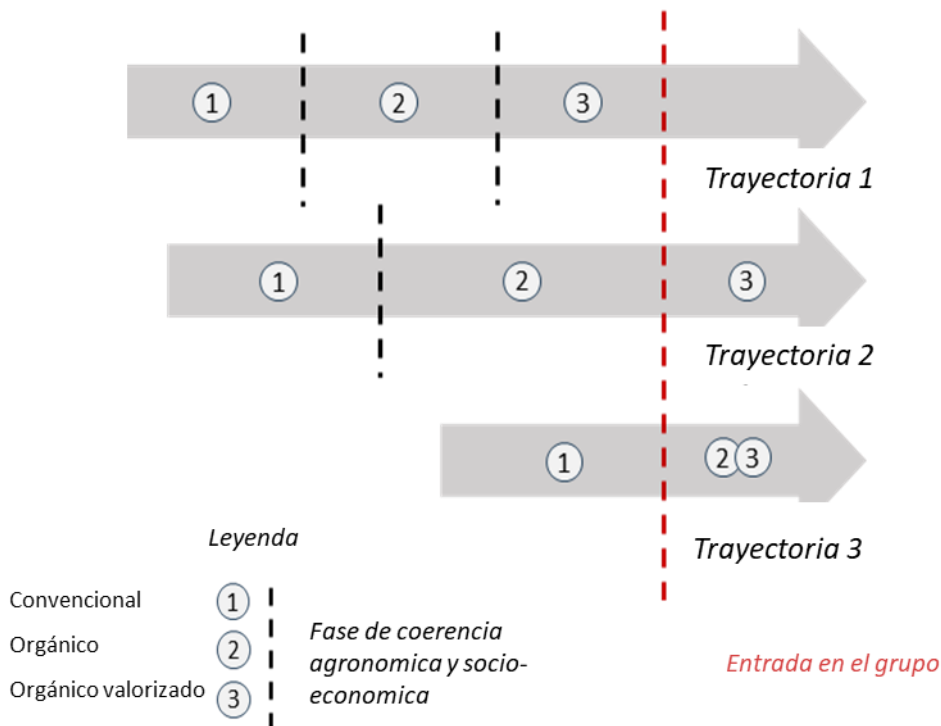 1 2 3
Trayectoria 1
1 2 3
Trayectoria 2
1 2 3
Trayectoria 3
Leyenda
Convencional 1
Orgánico 2
Orgánico valorizado 3
Fase de coerencia
agronomica y socio-
economica
Entrada en el grupo